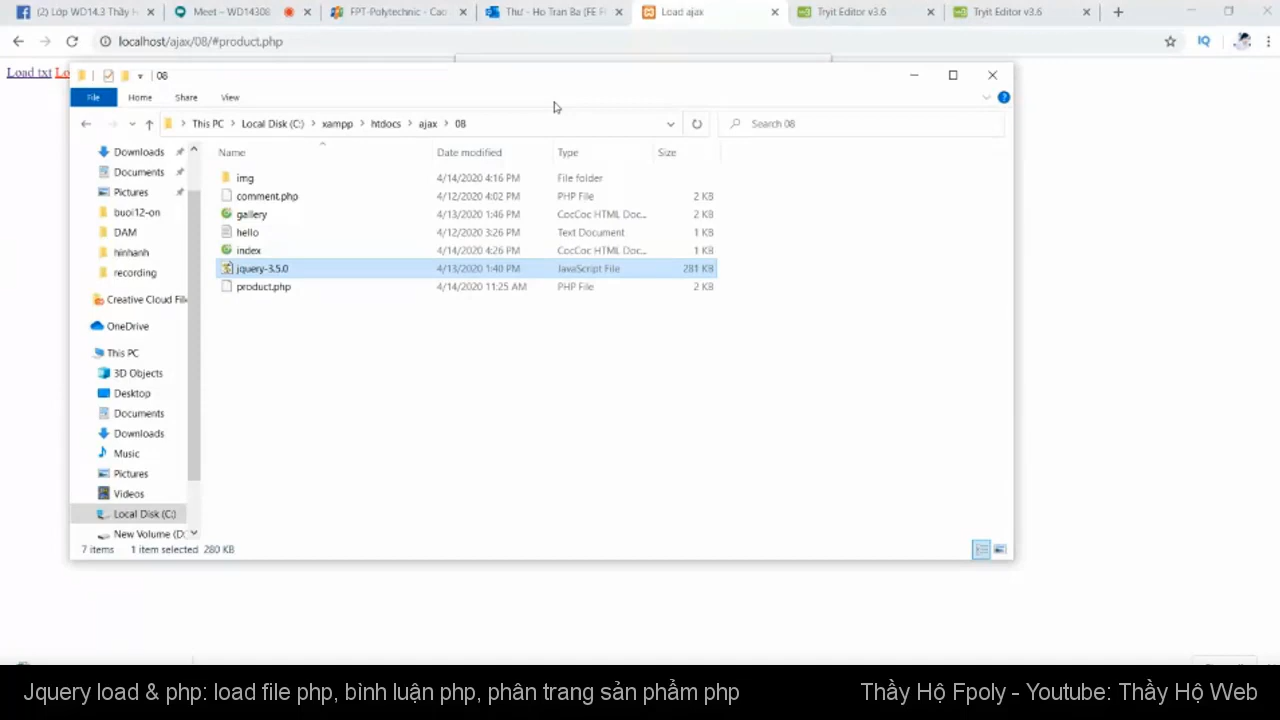 (2) Lớp WD14.3 Thầy H
Meet – WD14308
FPT-Polytechnic - Cao
Thư - Ho Tran Ba (FE F
Load ajax
Tryit Editor v3.6
Tryit Editor v3.6
localhost/ajax/08/#product.php
IQ
Load txt Lo
08
File Home Share View
This PC Local Disk (C:) xampp htdocs ajax 08
Search 08
Name Date modified Type Size
img 4/14/2020 4:16 PM File folder
comment.php 4/12/2020 4:02 PM PHP File 2 KB
gallery 4/13/2020 1:46 PM CocCoc HTML Doc... 2 KB
hello 4/12/2020 3:26 PM Text Document 1 KB
index 4/14/2020 4:26 PM CocCoc HTML Doc... 1 KB
jquery-3.5.0 4/13/2020 1:40 PM JavaScript File 281 KB
product.php 4/14/2020 11:25 AM PHP File 2 KB
Downloads
Documents
Pictures
buoi12-on
DAM
hinhanh
recording
Creative Cloud File
OneDrive
This PC
3D Objects
Desktop
Documents
Downloads
Music
Pictures
Videos
Local Disk (C:)
New Volume (D:
7 items 1 item selected 280 KB
Jquery load & php: load file php, bình luận php, phân trang sản phẩm php
Thầy Hộ Fpoly - Youtube: Thầy Hộ Web